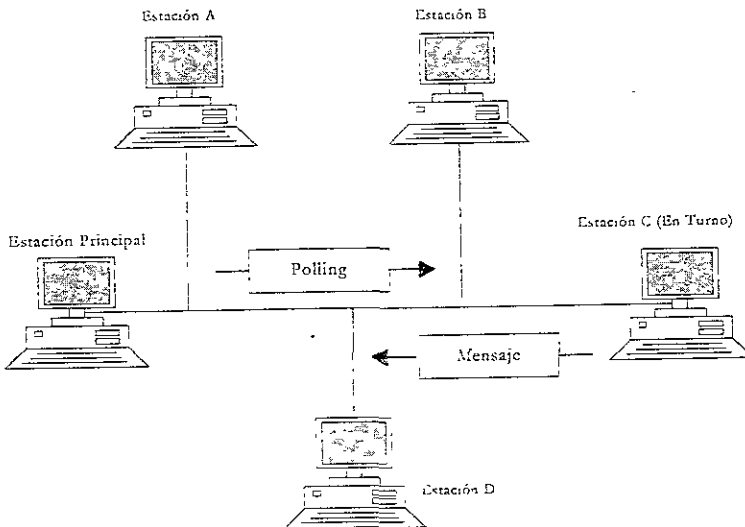 Estación A
Estación B
Estación C (En Turno)
Estación Principal
Polling
Mensaje
Estación D